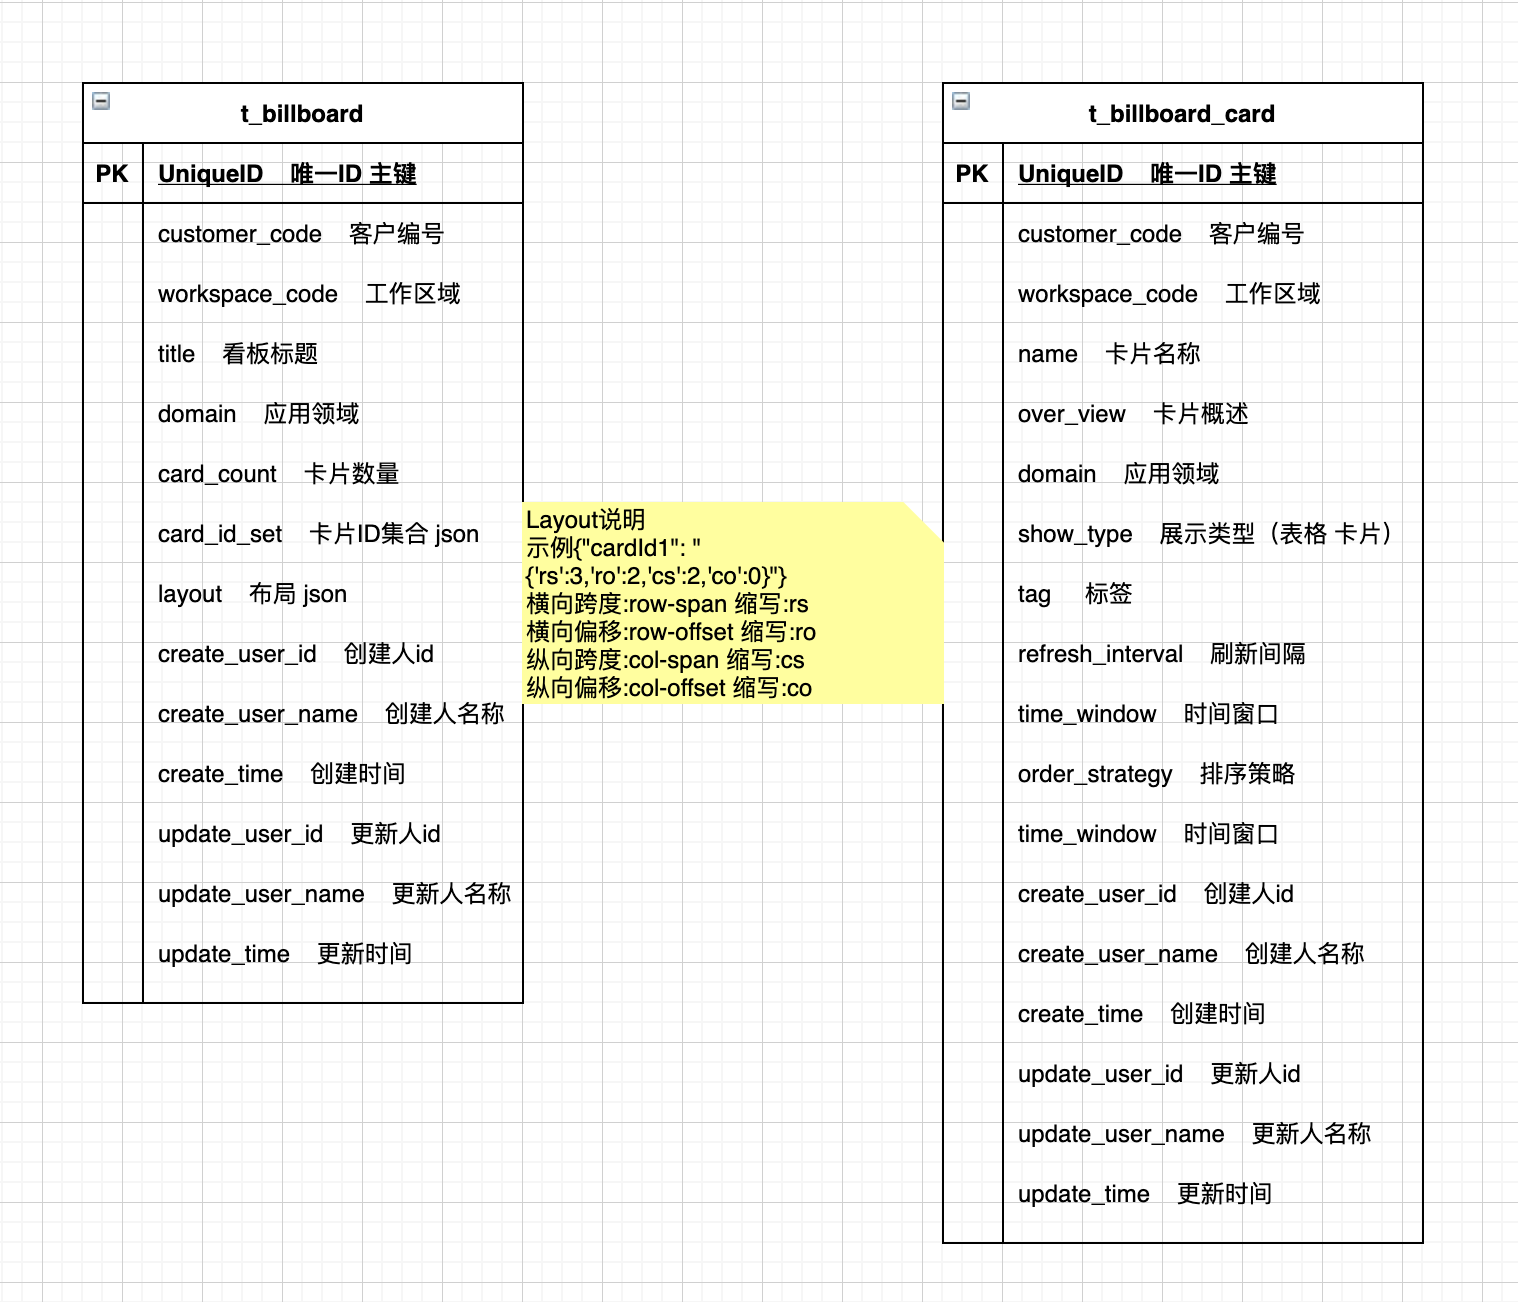 t_billboard
PK UniqueID 唯一ID 主键
customer_code 客户编号
workspace_code 工作区域
title 看板标题
domain 应用领域
card_count 卡片数量
card_id_set 卡片ID集合 json
layout 布局 json
create_user_id 创建人id
create_user_name 创建人名称
create_time 创建时间
update_user_id 更新人id
update_user_name 更新人名称
update_time 更新时间
Layout说明
示例{"cardId1": "
{'rs':3,'ro':2,'cs':2,'co':0}"}
横向跨度:row-span 缩写:rs
横向偏移:row-offset 缩写:ro
纵向跨度:col-span 缩写:cs
纵向偏移:col-offset 缩写:co
t_billboard_card
PK UniqueID 唯一ID 主键
customer_code 客户编号
workspace_code 工作区域
name 卡片名称
over_view 卡片概述
domain 应用领域
show_type 展示类型（表格 卡片）
tag 标签
refresh_interval 刷新间隔
time_window 时间窗口
order_strategy 排序策略
time_window 时间窗口
create_user_id 创建人id
create_user_name 创建人名称
create_time 创建时间
update_user_id 更新人id
update_user_name 更新人名称
update_time 更新时间